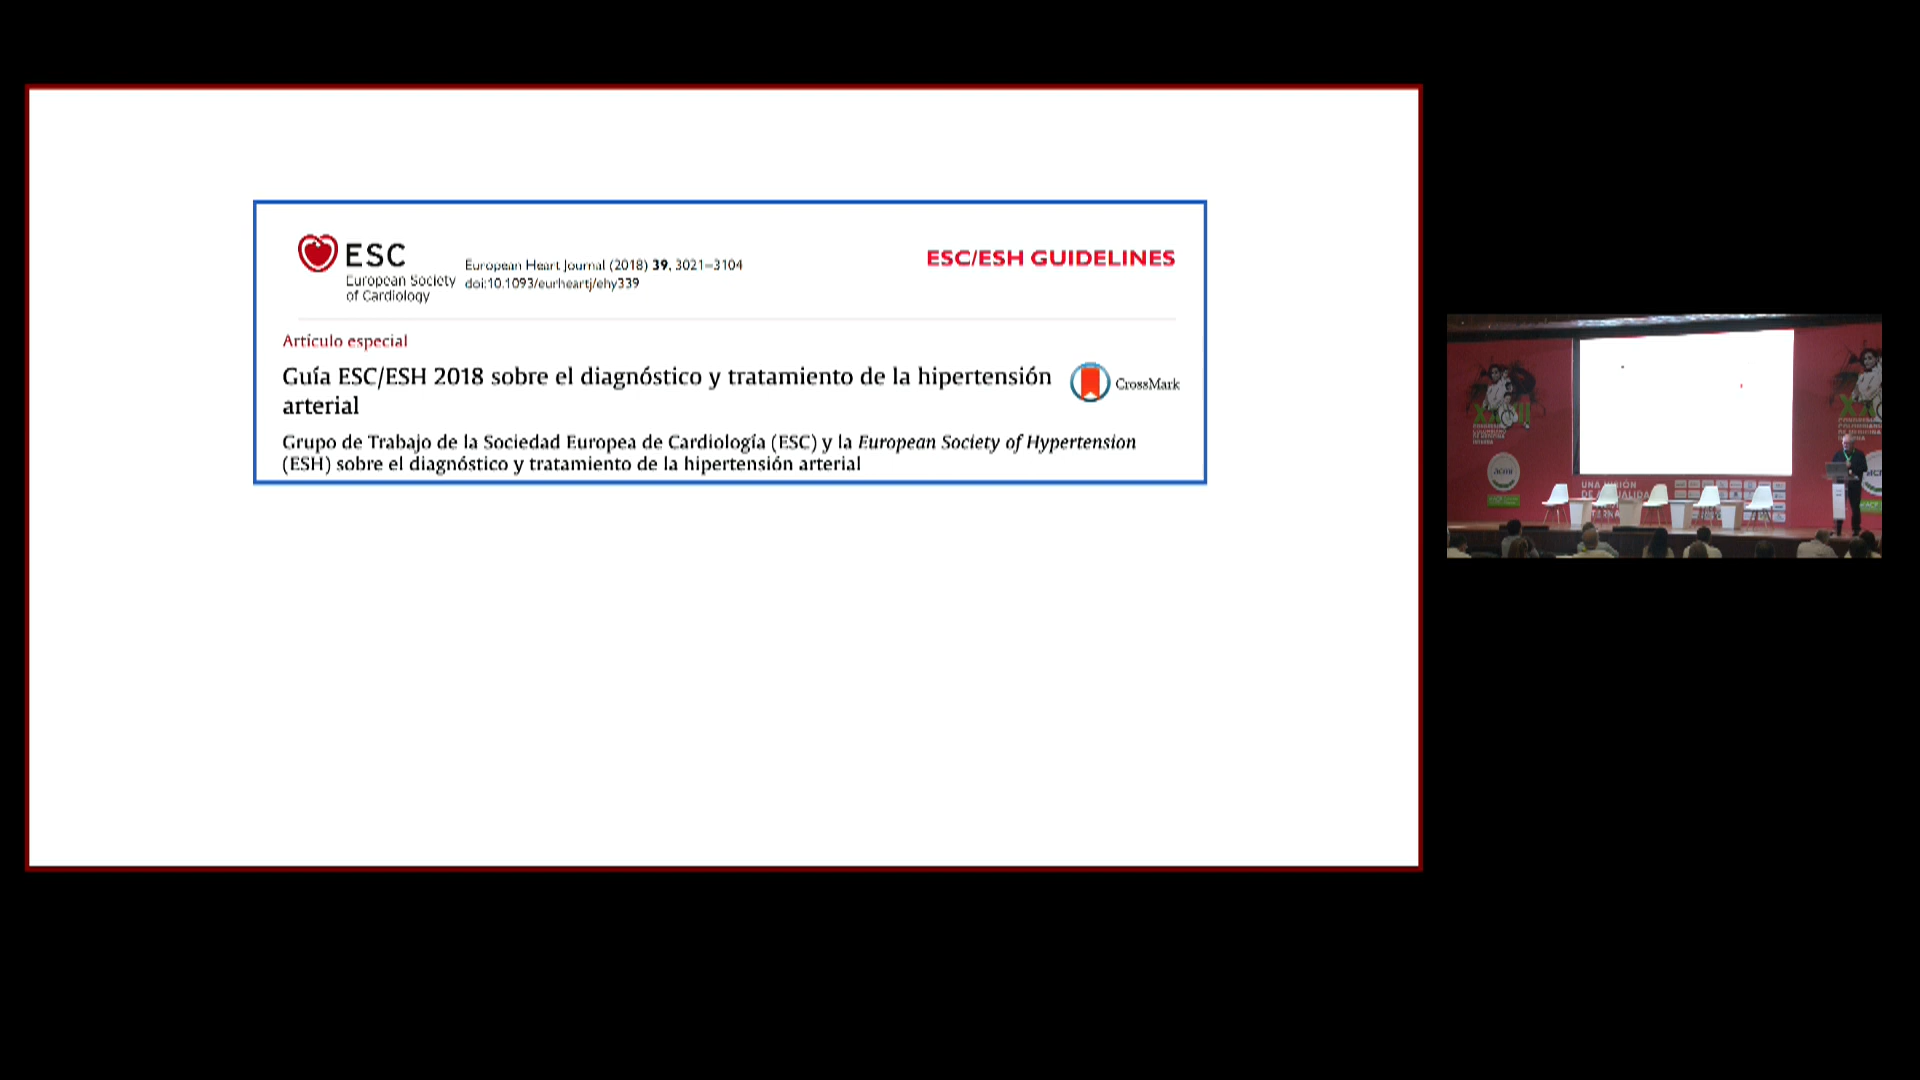 ESC
European Society
of Cardiology
European Heart Journal (2018) 39, 3021–3104
doi:10.1093/eurheartj/ehy339
ESC/ESH GUIDELINES
Artículo especial
Guía ESC/ESH 2018 sobre el diagnóstico y tratamiento de la hipertensión
arterial
CrossMark
Grupo de Trabajo de la Sociedad Europea de Cardiología (ESC) y la European Society of Hypertension
(ESH) sobre el diagnóstico y tratamiento de la hipertensión arterial
UNA VISIÓN